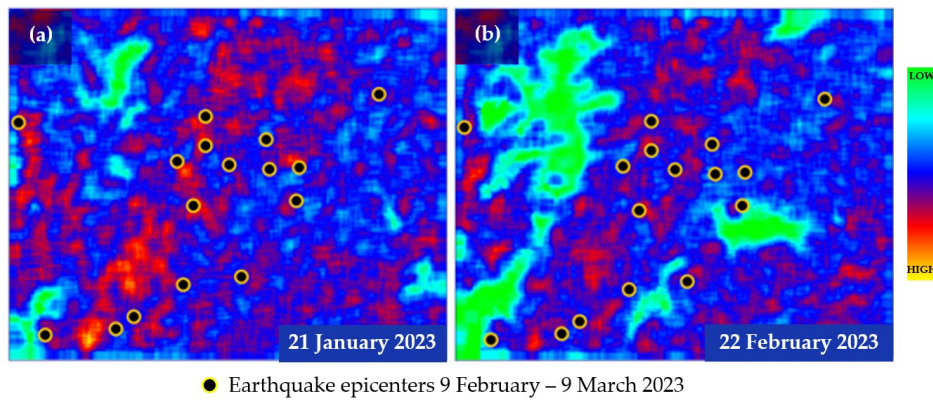 (a)
(b)
LOW
HIGH
21 January 2023
22 February 2023
Earthquake epicenters 9 February – 9 March 2023